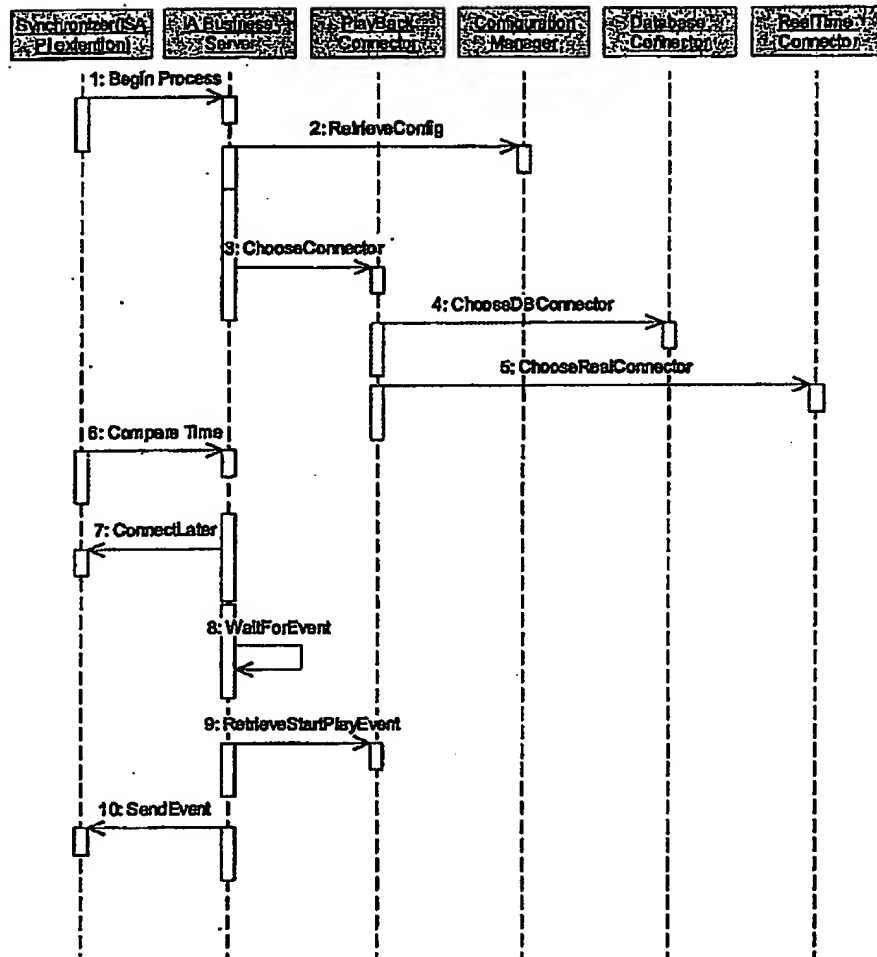 Synchronizer(ISA
PI extention)
IA Business
Server
PlayBack
Connector
Configuration
Manager
Database
Connector
RealTime
Connector
1: Begin Process
2: RetrieveConfig
3: ChooseConnector
4: ChooseDBConnector
5: ChooseRealConnector
6: Compare Time
7: ConnectLater
8: WaitForEvent
9: RetrieveStartPlayEvent
10: SendEvent